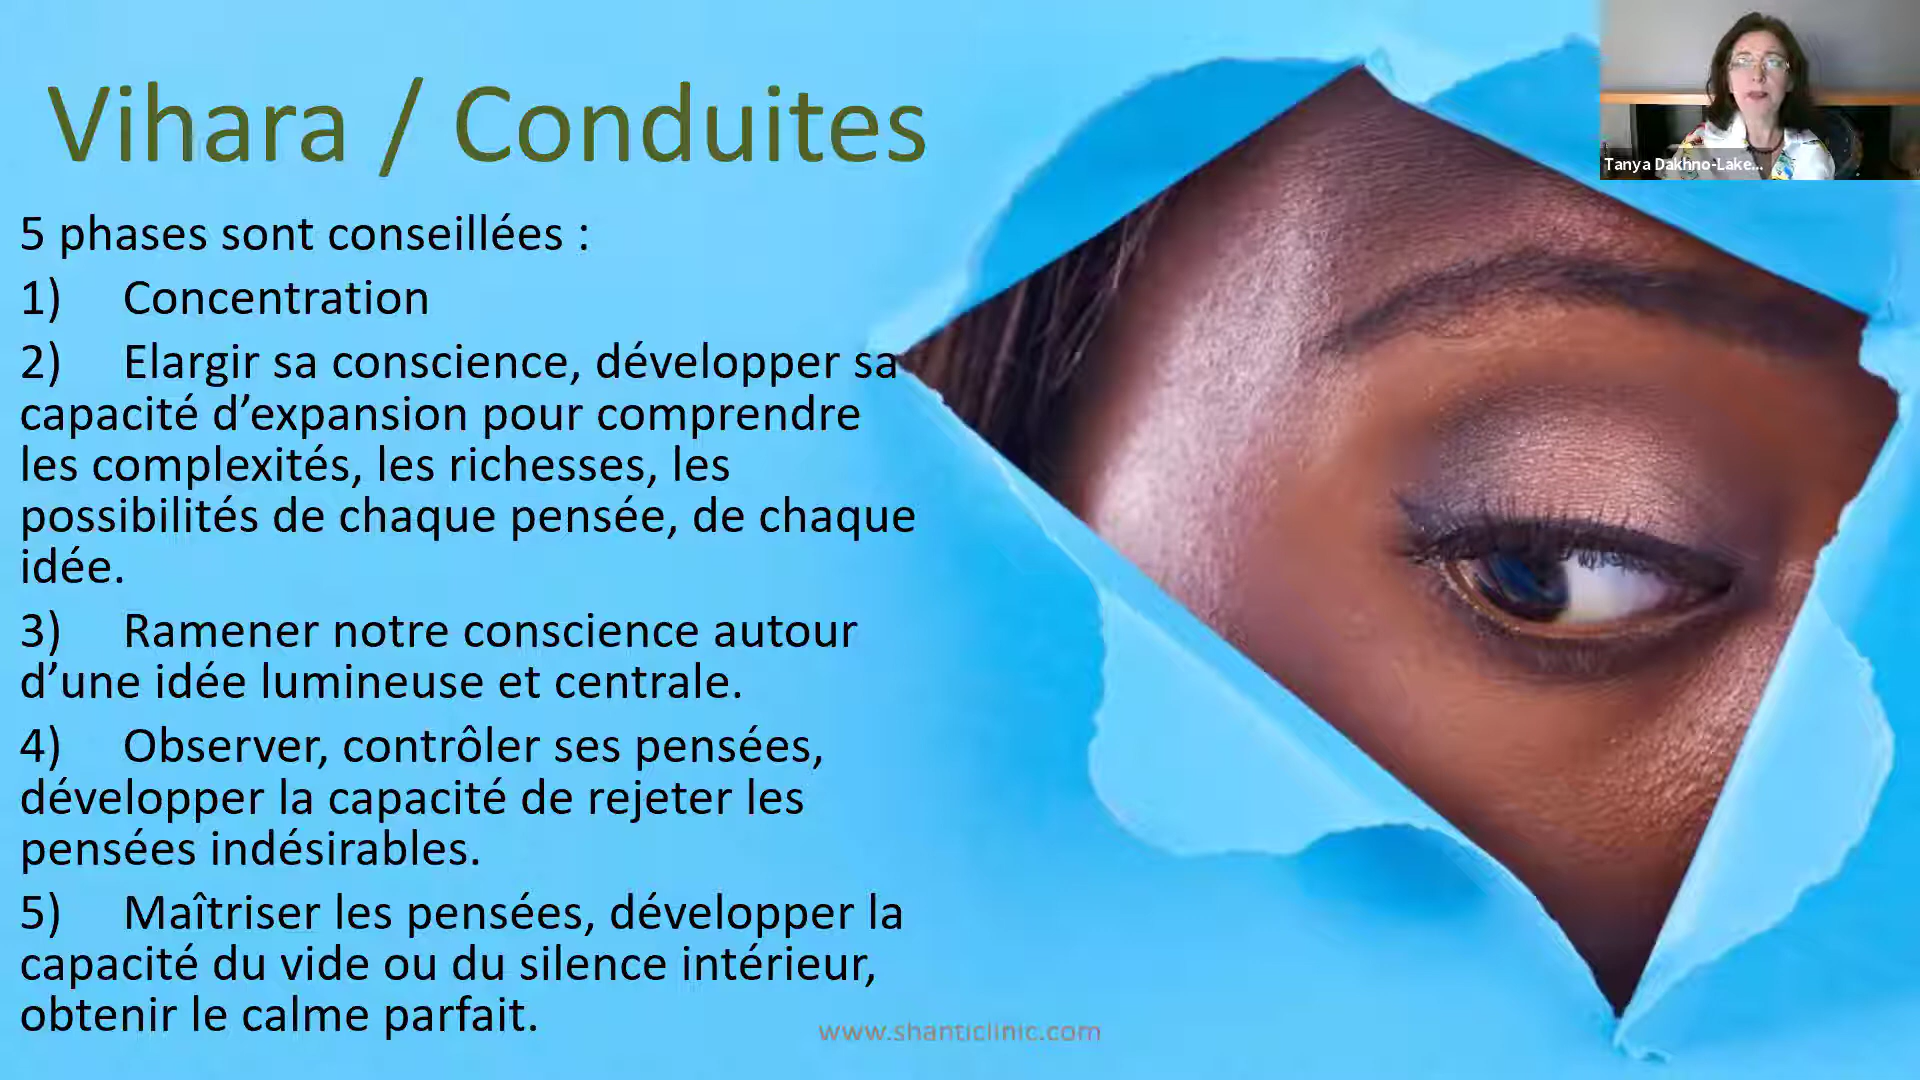 Vihara / Conduites
5 phases sont conseillées :
1) Concentration
2) Elargir sa conscience, développer sa
capacité d’expansion pour comprendre
les complexités, les richesses, les
possibilités de chaque pensée, de chaque
idée.
3) Ramener notre conscience autour
d’une idée lumineuse et centrale.
4) Observer, contrôler ses pensées,
développer la capacité de rejeter les
pensées indésirables.
5) Maîtriser les pensées, développer la
capacité du vide ou du silence intérieur,
obtenir le calme parfait.
www.shanticlinic.com
Tanya Dakhno-Lake...